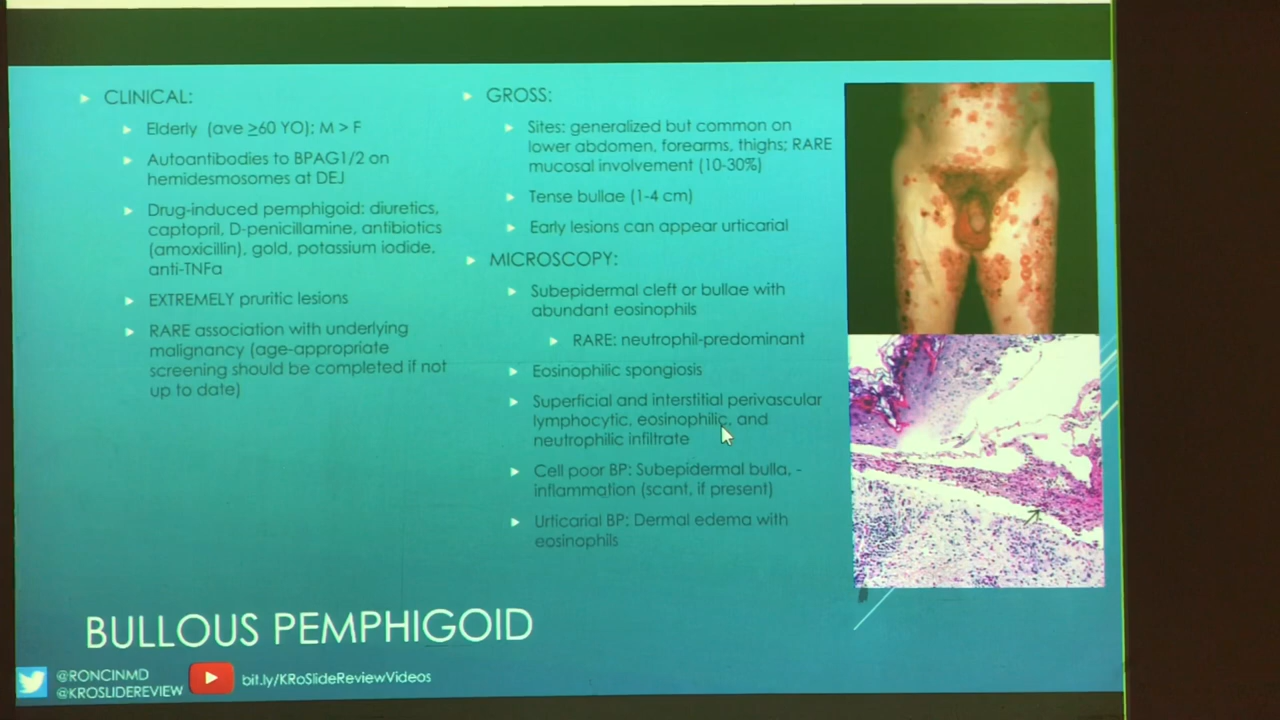 CLINICAL:
Elderly (ave ≥60 YO); M > F
Autoantibodies to BPAG1/2 on
hemidesmosomes at DEJ
Drug-induced pemphigoid: diuretics,
captopril, D-penicillamine, antibiotics
(amoxicillin), gold, potassium iodide,
anti-TNFa
EXTREMELY pruritic lesions
RARE association with underlying
malignancy (age-appropriate
screening should be completed if not
up to date)
GROSS:
Sites: generalized but common on
lower abdomen, forearms, thighs; RARE
mucosal involvement (10-30%)
Tense bullae (1-4 cm)
Early lesions can appear urticarial
MICROSCOPY:
Subepidermal cleft or bullae with
abundant eosinophils
RARE: neutrophil-predominant
Eosinophilic spongiosis
Superficial and interstitial perivascular
lymphocytic, eosinophilic, and
neutrophilic infiltrate
Cell poor BP: Subepidermal bulla, -
inflammation (scant, if present)
Urticarial BP: Dermal edema with
eosinophils
BULLOUS PEMPHIGOID
@RONCINMD
@KROSLIDEREVIEW
bit.ly/KRoSlideReviewVideos